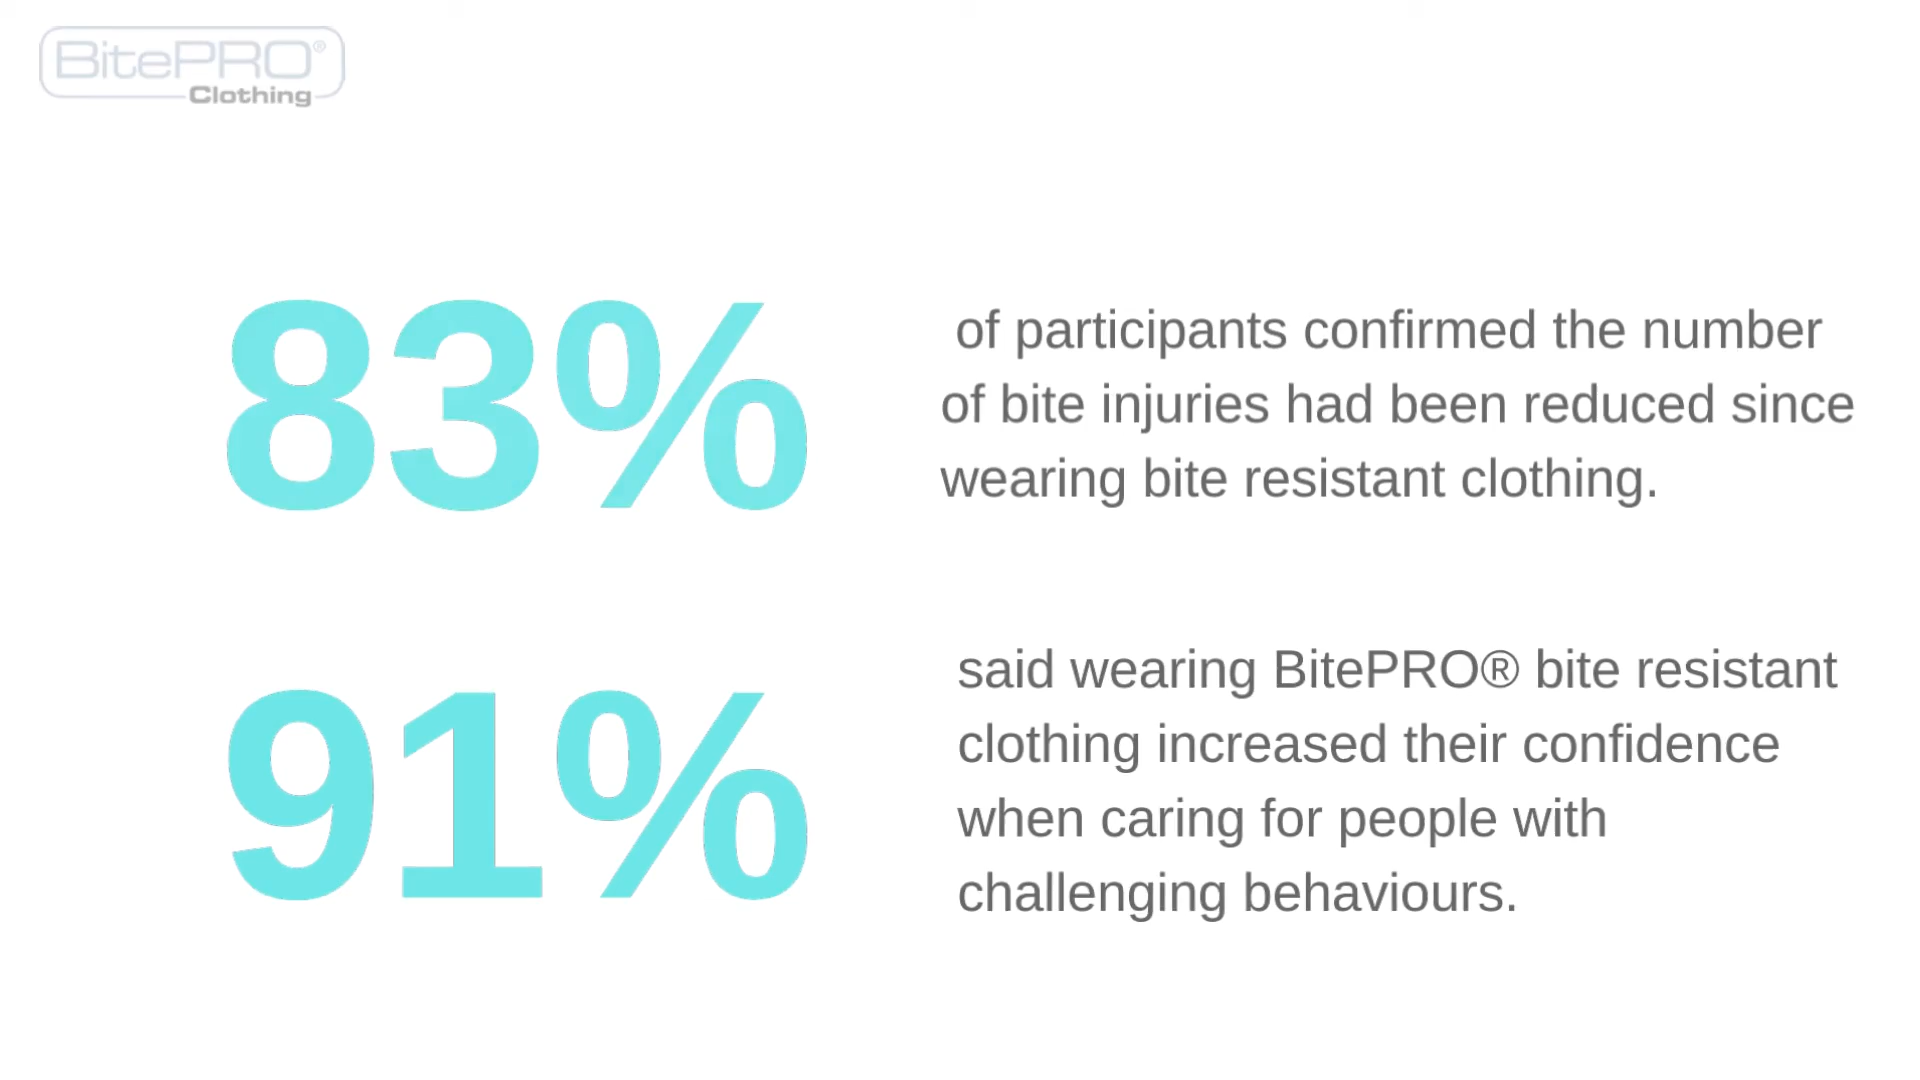 BitePRO®
Clothing
83%
of participants confirmed the number
of bite injuries had been reduced since
wearing bite resistant clothing.
91%
said wearing BitePRO® bite resistant
clothing increased their confidence
when caring for people with
challenging behaviours.